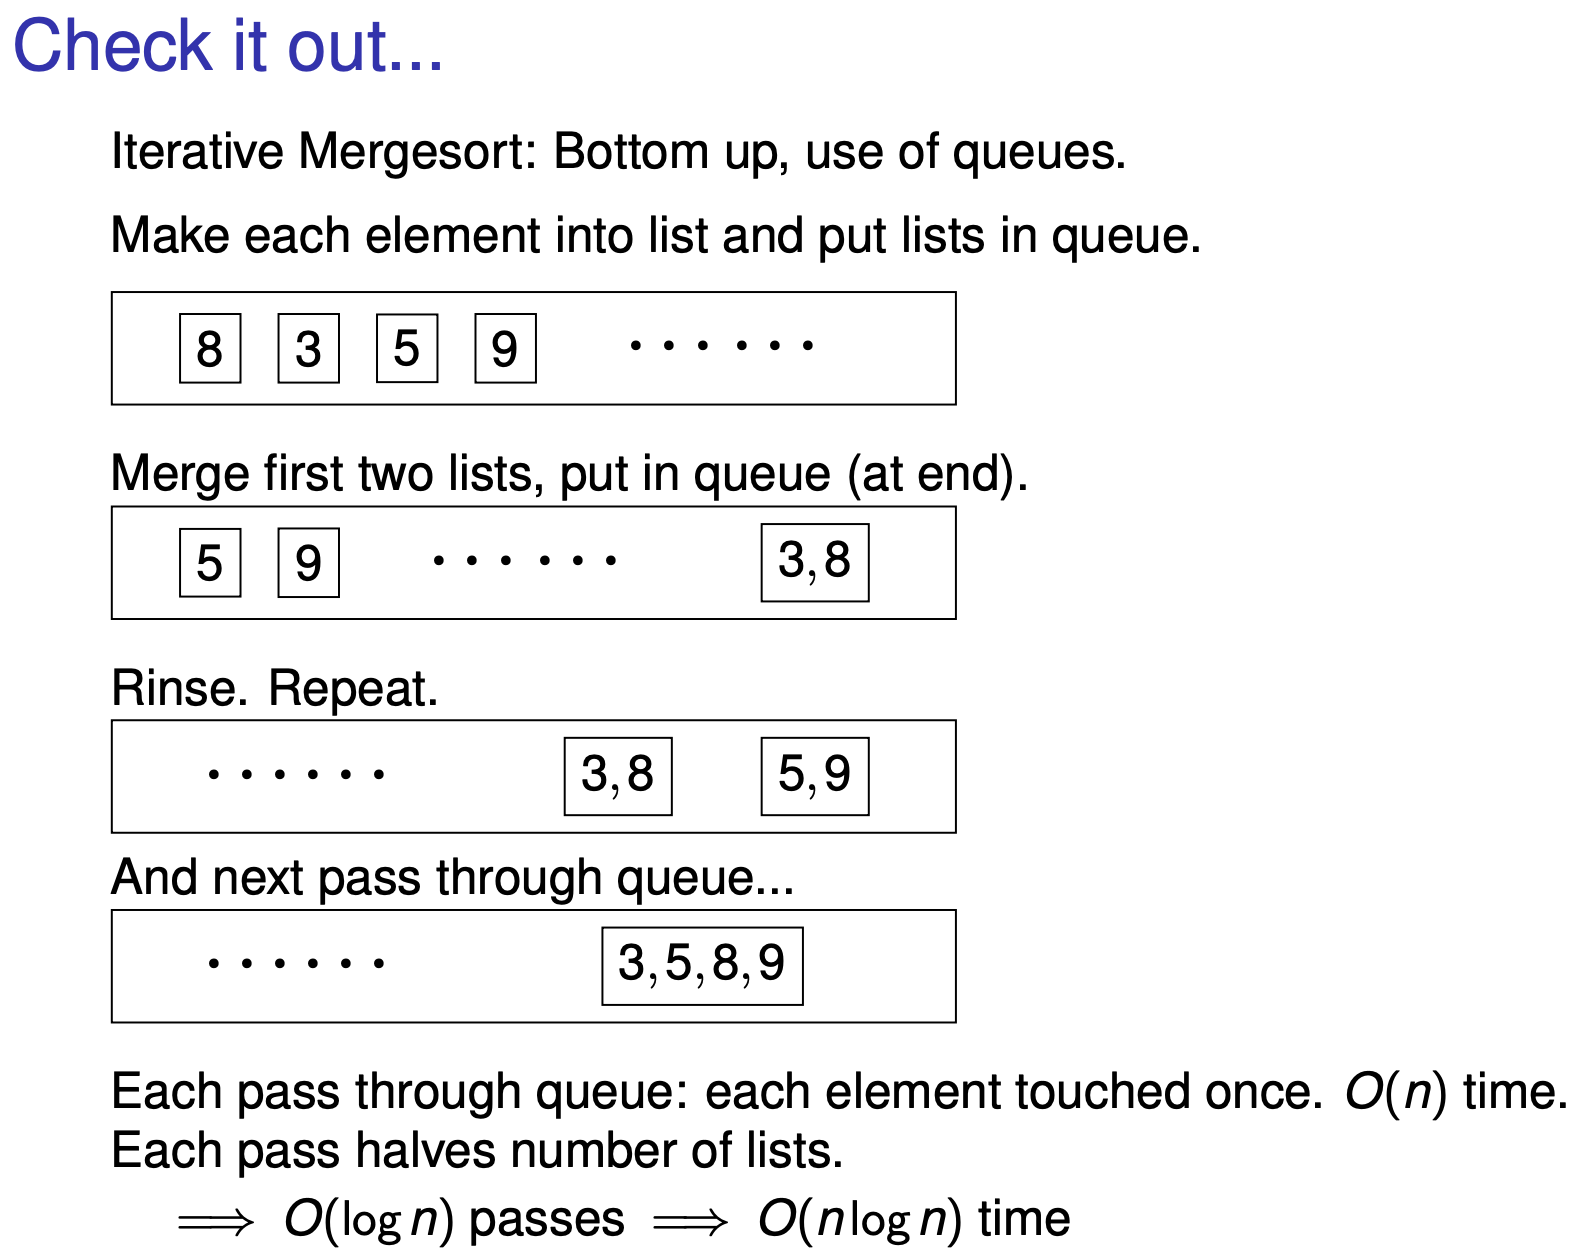 Check it out...
Iterative Mergesort: Bottom up, use of queues.
Make each element into list and put lists in queue.
8 3 5 9 · · · · · ·
Merge first two lists, put in queue (at end).
5 9 · · · · · · 3,8
Rinse. Repeat.
· · · · · · 3,8 5,9
And next pass through queue...
· · · · · · 3,5,8,9
Each pass through queue: each element touched once. O(n) time.
Each pass halves number of lists.
⟹ O(log n) passes ⟹ O(n log n) time